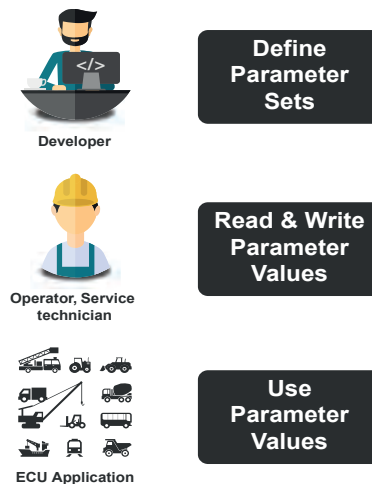 </>
Define
Parameter
Sets
Developer
Read & Write
Parameter
Values
Operator, Service
technician
Use
Parameter
Values
ECU Application